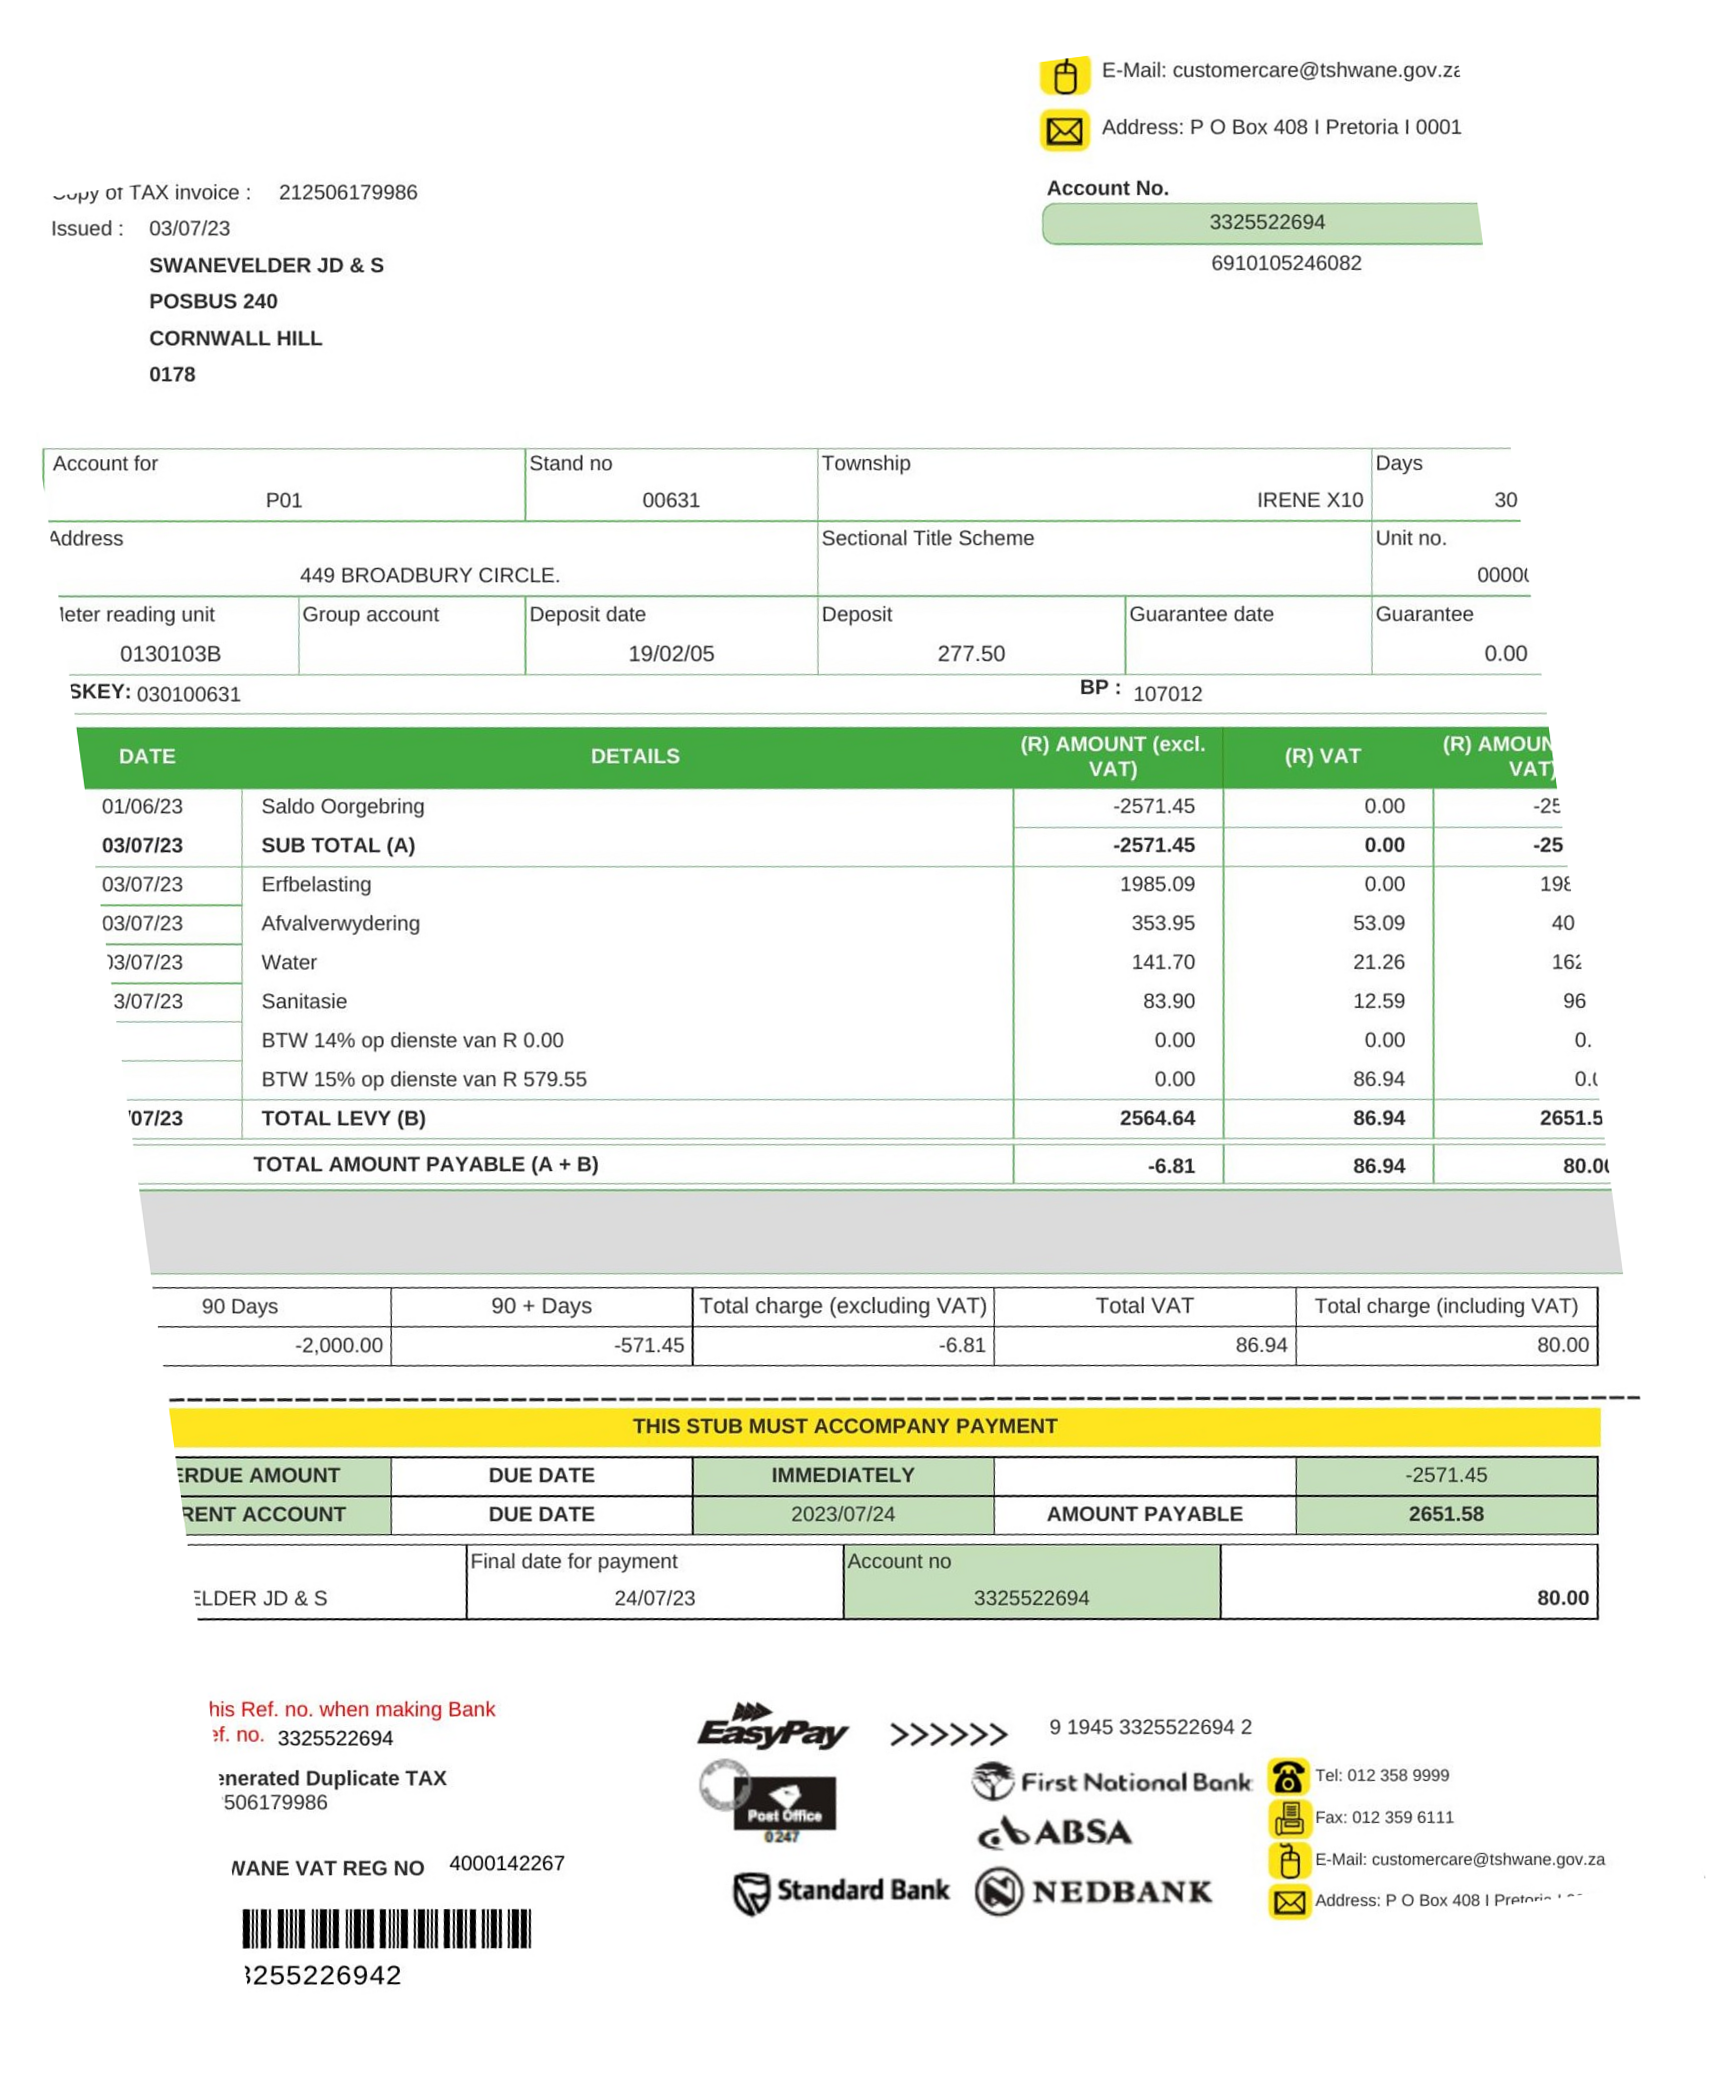 E-Mail: customercare@tshwane.gov.za
Address: P O Box 408 I Pretoria I 0001
Copy of TAX invoice : 212506179986
Account No.
Issued : 03/07/23
3325522694
SWANEVELDER JD & S
6910105246082
POSBUS 240
CORNWALL HILL
0178
Account for Stand no Township Days
P01 00631 IRENE X10 30
Address Sectional Title Scheme Unit no.
449 BROADBURY CIRCLE.
reading unit Group account Deposit date Deposit Guarantee date Guarantee
0130103B 19/02/05 277.50 0.00
SKEY: 030100631 BP : 107012
DATE DETAILS (R) AMOUNT (excl. VAT) (R) VAT (R) VAT)
01/06/23 Saldo Oorgebring -2571.45 0.00
03/07/23 SUB TOTAL (A) -2571.45 0.00 -25
03/07/23 Erfbelasting 1985.09 0.00
03/07/23 Afvalverwydering 353.95 53.09 40
03/07/23 Water 141.70 21.26
3/07/23 Sanitasie 83.90 12.59 96
BTW 14% op dienste van R 0.00 0.00 0.00 0.
BTW 15% op dienste van R 579.55 0.00 86.94
07/23 TOTAL LEVY (B) 2564.64 86.94 2651.5
TOTAL AMOUNT PAYABLE (A + B) -6.81 86.94 80.00
90 Days 90 + Days Total charge (excluding VAT) Total VAT Total charge (including VAT)
-2,000.00 -571.45 -6.81 86.94 80.00
THIS STUB MUST ACCOMPANY PAYMENT
ERDUE AMOUNT DUE DATE IMMEDIATELY -2571.45
RENT ACCOUNT DUE DATE 2023/07/24 AMOUNT PAYABLE 2651.58
Final date for payment Account no
ELDER JD & S 24/07/23 3325522694 80.00
his Ref. no. when making Bank
ef. no. 3325522694
EasyPay >>>>>> 9 1945 3325522694 2
enerated Duplicate TAX
506179986
Post Office
0247
First National Bank
ABSA
Standard Bank
NEDBANK
Tel: 012 358 9999
Fax: 012 359 6111
E-Mail: customercare@tshwane.gov.za
Address: P O Box 408 I Pretoria
WANE VAT REG NO 4000142267
3255226942